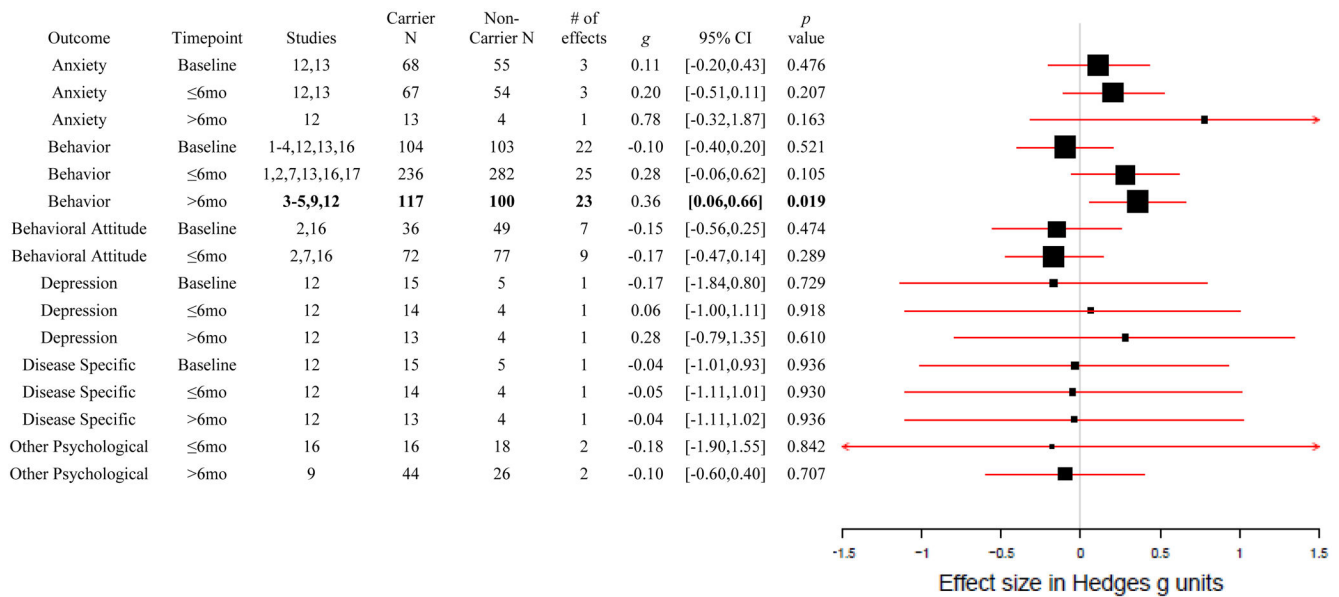 Outcome Timepoint Studies Carrier N Non-Carrier N # of effects g 95% CI p value
Anxiety Baseline 12,13 68 55 3 0.11 [-0.20,0.43] 0.476
Anxiety ≤6mo 12,13 67 54 3 0.20 [-0.51,0.11] 0.207
Anxiety >6mo 12 13 4 1 0.78 [-0.32,1.87] 0.163
Behavior Baseline 1-4,12,13,16 104 103 22 -0.10 [-0.40,0.20] 0.521
Behavior ≤6mo 1,2,7,13,16,17 236 282 25 0.28 [-0.06,0.62] 0.105
Behavior >6mo 3-5,9,12 117 100 23 0.36 [0.06,0.66] 0.019
Behavioral Attitude Baseline 2,16 36 49 7 -0.15 [-0.56,0.25] 0.474
Behavioral Attitude ≤6mo 2,7,16 72 77 9 -0.17 [-0.47,0.14] 0.289
Depression Baseline 12 15 5 1 -0.17 [-1.84,0.80] 0.729
Depression ≤6mo 12 14 4 1 0.06 [-1.00,1.11] 0.918
Depression >6mo 12 13 4 1 0.28 [-0.79,1.35] 0.610
Disease Specific Baseline 12 15 5 1 -0.04 [-1.01,0.93] 0.936
Disease Specific ≤6mo 12 14 4 1 -0.05 [-1.11,1.01] 0.930
Disease Specific >6mo 12 13 4 1 -0.04 [-1.11,1.02] 0.936
Other Psychological ≤6mo 16 16 18 2 -0.18 [-1.90,1.55] 0.842
Other Psychological >6mo 9 44 26 2 -0.10 [-0.60,0.40] 0.707
-1.5 −1 −0.5 0 0.5 1 1.5
Effect size in Hedges g units